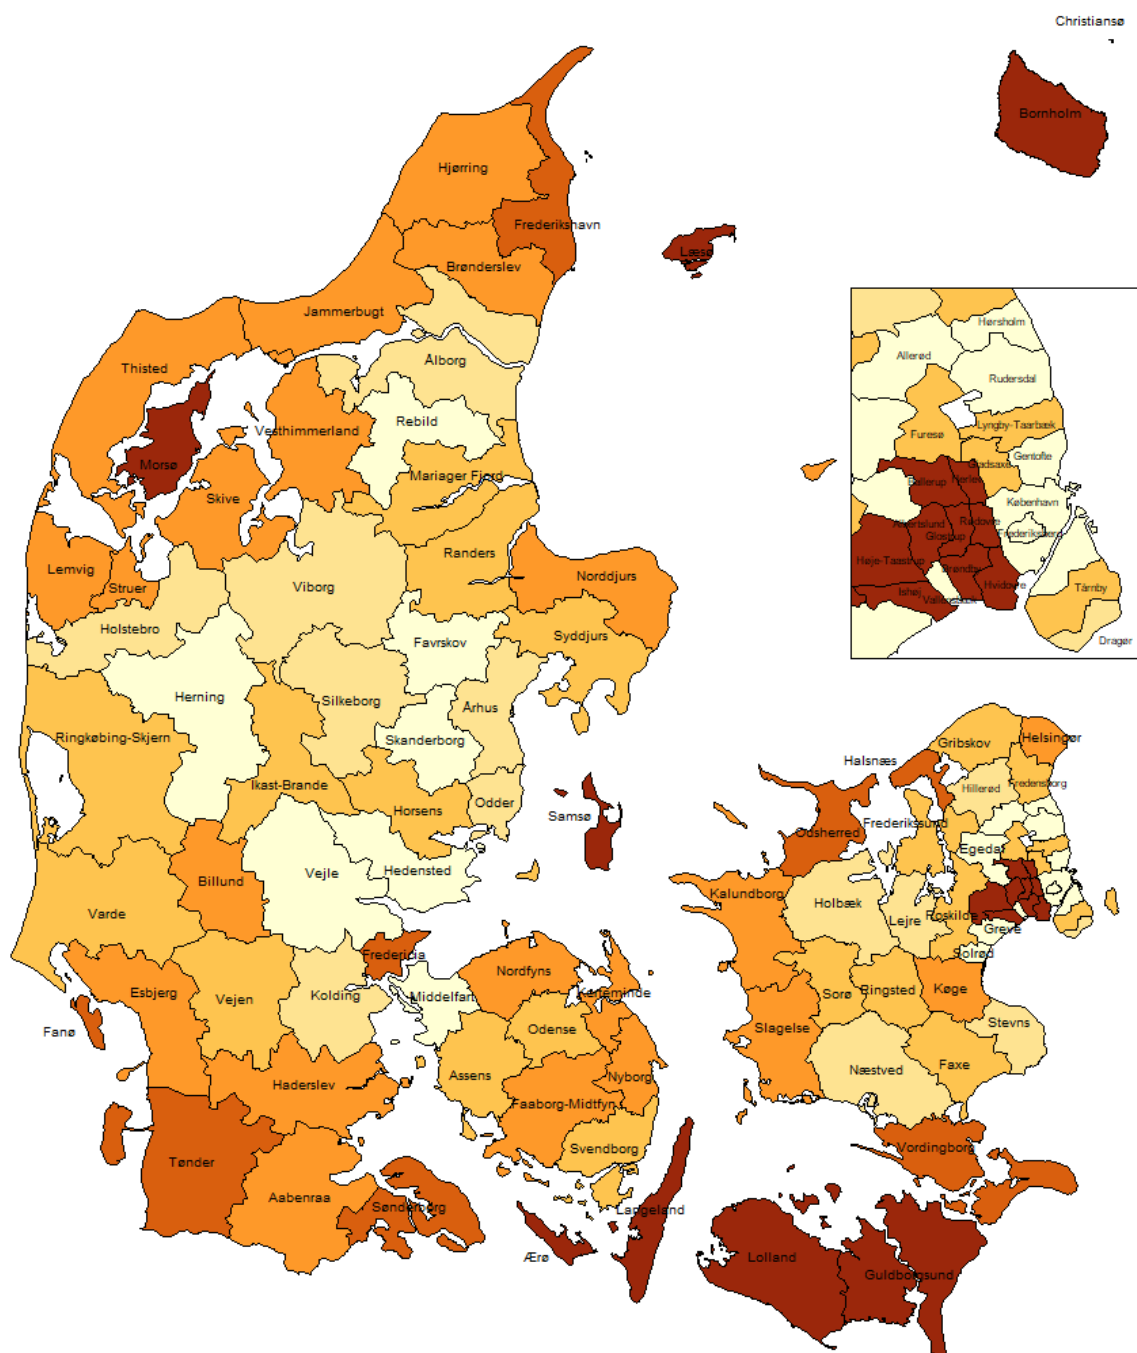 Christiansø
Bornholm
Hjørring
Frederikshavn
Læsø
Brønderslev
Jammerbugt
Ålborg
Thisted
Rebild
Vesthimmerland
Morsø
Mariager Fjord
Skive
Randers
Lemvig
Struer
Viborg
Norddjurs
Holstebro
Favrskov
Syddjurs
Herning
Silkeborg
Århus
Ringkøbing-Skjern
Skanderborg
Ikast-Brande
Horsens
Odder
Samsø
Billund
Vejle
Hedensted
Varde
Fredericia
Esbjerg
Vejen
Kolding
Middelfart
Nordfyns
Kerteminde
Fanø
Odense
Haderslev
Assens
Nyborg
Faaborg-Midtfyn
Svendborg
Tønder
Aabenraa
Sønderborg
Langeland
Ærø
Hørsholm
Allerød
Rudersdal
Lyngby-Taarbæk
Furesø
Gentofte
Gladsaxe
Ballerup
Herlev
København
Albertslund
Rødovre
Glostrup
Frederiksberg
Høje-Taastrup
Brøndby
Ishøj
Hvidovre
Vallensbæk
Tårnby
Dragør
Helsingør
Gribskov
Halsnæs
Fredensborg
Hillerød
Odsherred
Frederikssund
Egedal
Kalundborg
Holbæk
Lejre
Roskilde
Greve
Solrød
Sorø
Ringsted
Køge
Slagelse
Stevns
Næstved
Faxe
Vordingborg
Lolland
Guldborgsund